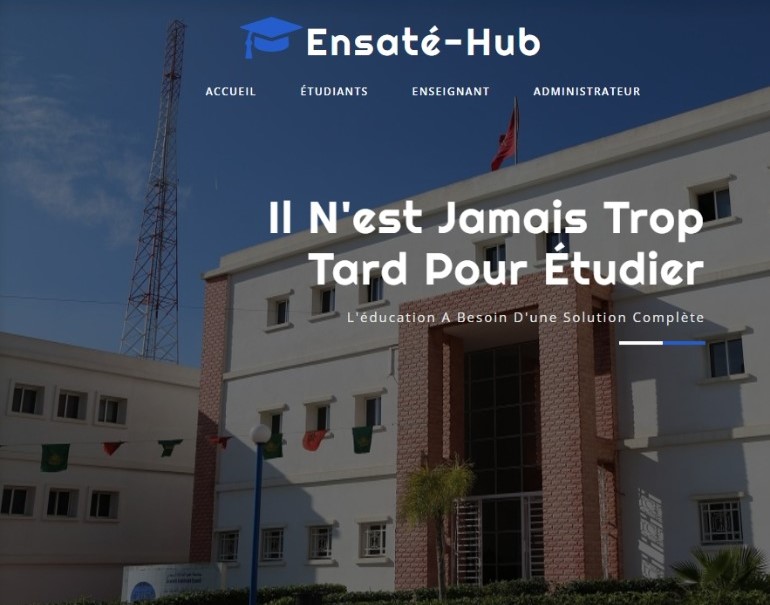 Ensaté-Hub
ACCUEIL ÉTUDIANTS ENSEIGNANT ADMINISTRATEUR
Il N'est Jamais Trop
Tard Pour Étudier
L'éducation A Besoin D'une Solution Complète